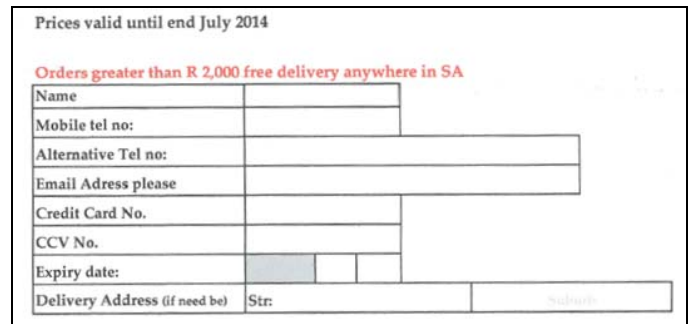 Prices valid until end July 2014
Orders greater than R 2,000 free delivery anywhere in SA
Name
Mobile tel no:
Alternative Tel no:
Email Adress please
Credit Card No.
CCV No.
Expiry date:
Delivery Address (if need be) Str: Suburb